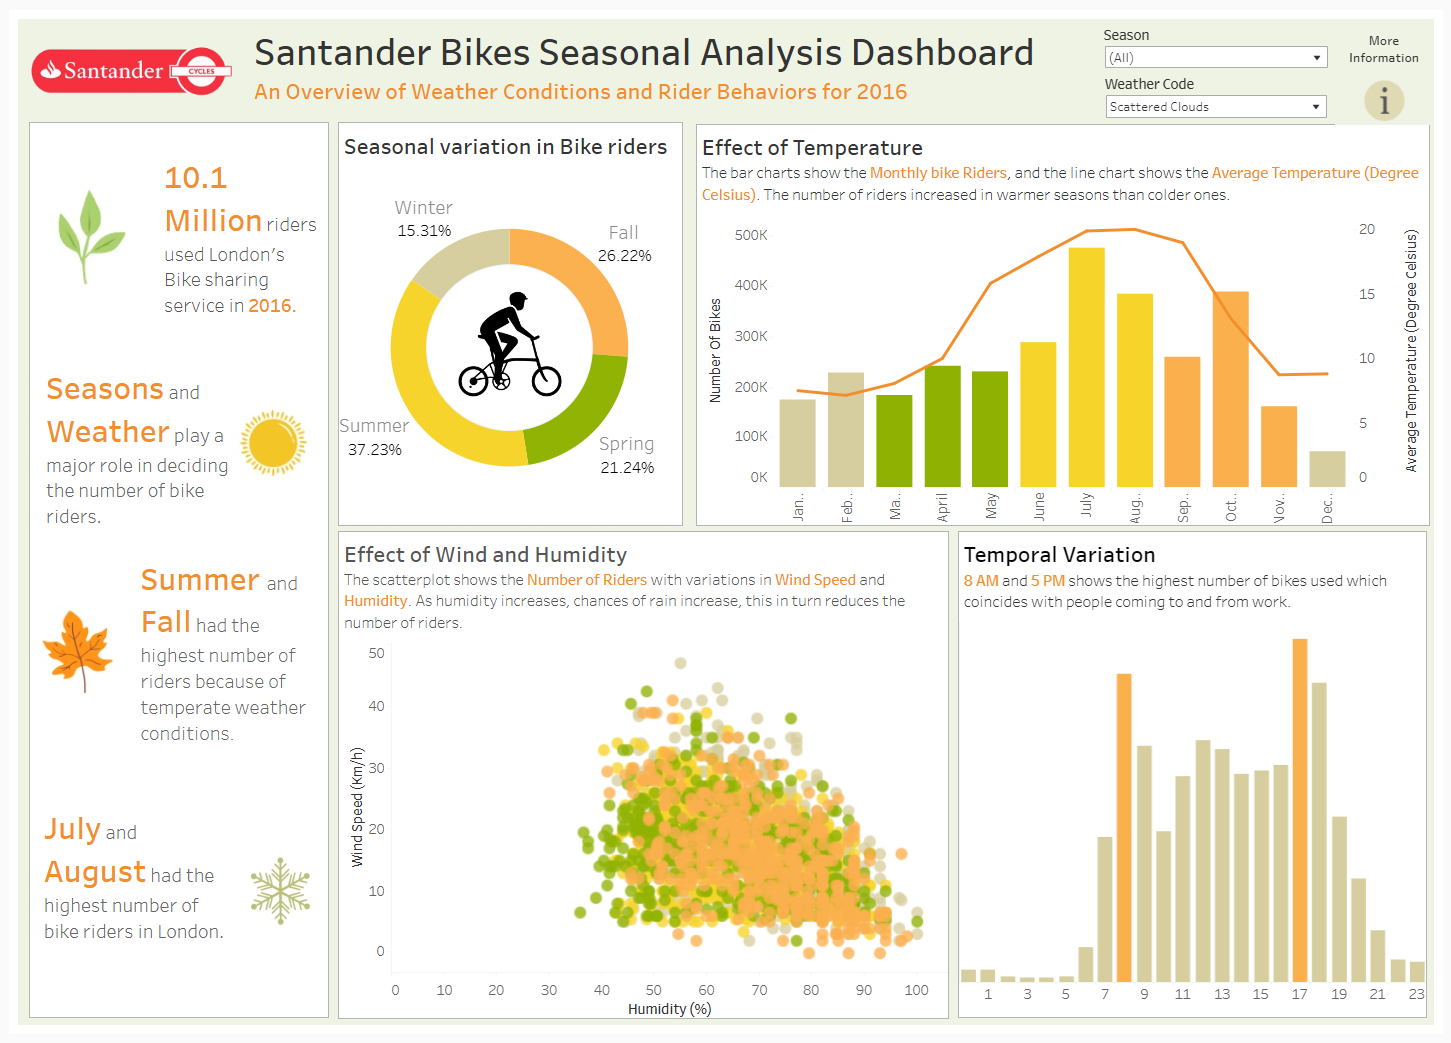 Santander
CYCLES
Santander Bikes Seasonal Analysis Dashboard
An Overview of Weather Conditions and Rider Behaviors for 2016
Season
(All)
Weather Code
Scattered Clouds
More
Information
i
10.1
Million riders
used London's
Bike sharing
service in 2016.
Seasons and
Weather play a
major role in deciding
the number of bike
riders.
Summer and
Fall had the
highest number of
riders because of
temperate weather
conditions.
July and
August had the
highest number of
bike riders in London.
Seasonal variation in Bike riders
Winter
15.31%
Fall
26.22%
Summer
37.23%
Spring
21.24%
Effect of Temperature
The bar charts show the Monthly bike Riders, and the line chart shows the Average Temperature (Degree
Celsius). The number of riders increased in warmer seasons than colder ones.
Number Of Bikes
500K
400K
300K
200K
100K
0K
20
15
10
5
0
Average Temperature (Degree Celsius)
Jan..
Feb..
Ma..
April
May
June
July
Aug..
Sep..
Oct..
Nov..
Dec..
Effect of Wind and Humidity
The scatterplot shows the Number of Riders with variations in Wind Speed and
Humidity. As humidity increases, chances of rain increase, this in turn reduces the
number of riders.
Wind Speed (Km/h)
50
40
30
20
10
0
0 10 20 30 40 50 60 70 80 90 100
Humidity (%)
Temporal Variation
8 AM and 5 PM shows the highest number of bikes used which
coincides with people coming to and from work.
1 3 5 7 9 11 13 15 17 19 21 23